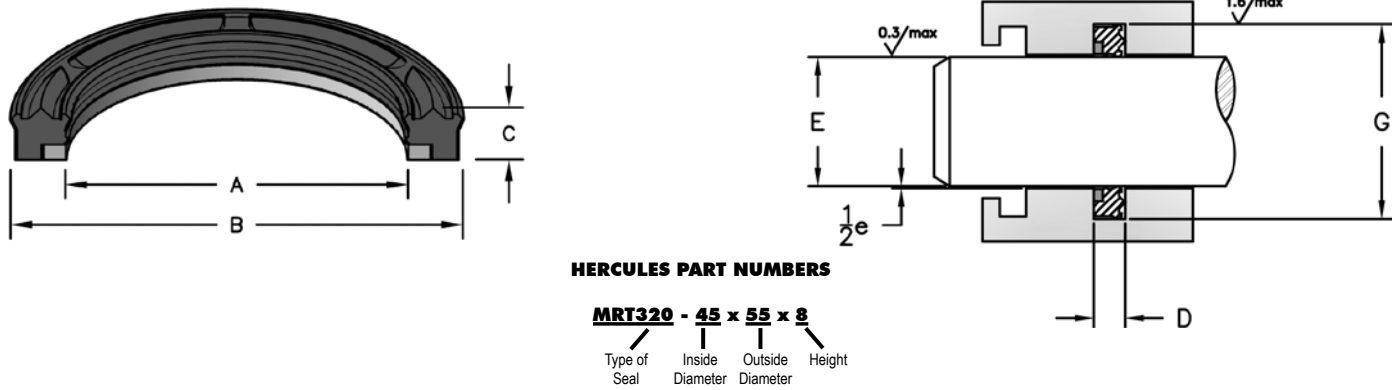 1.6/max
0.3/max
C
E
G
A
B
1/2 e
D
HERCULES PART NUMBERS
MRT320 - 45 x 55 x 8
Type of Seal
Inside Diameter
Outside Diameter
Height